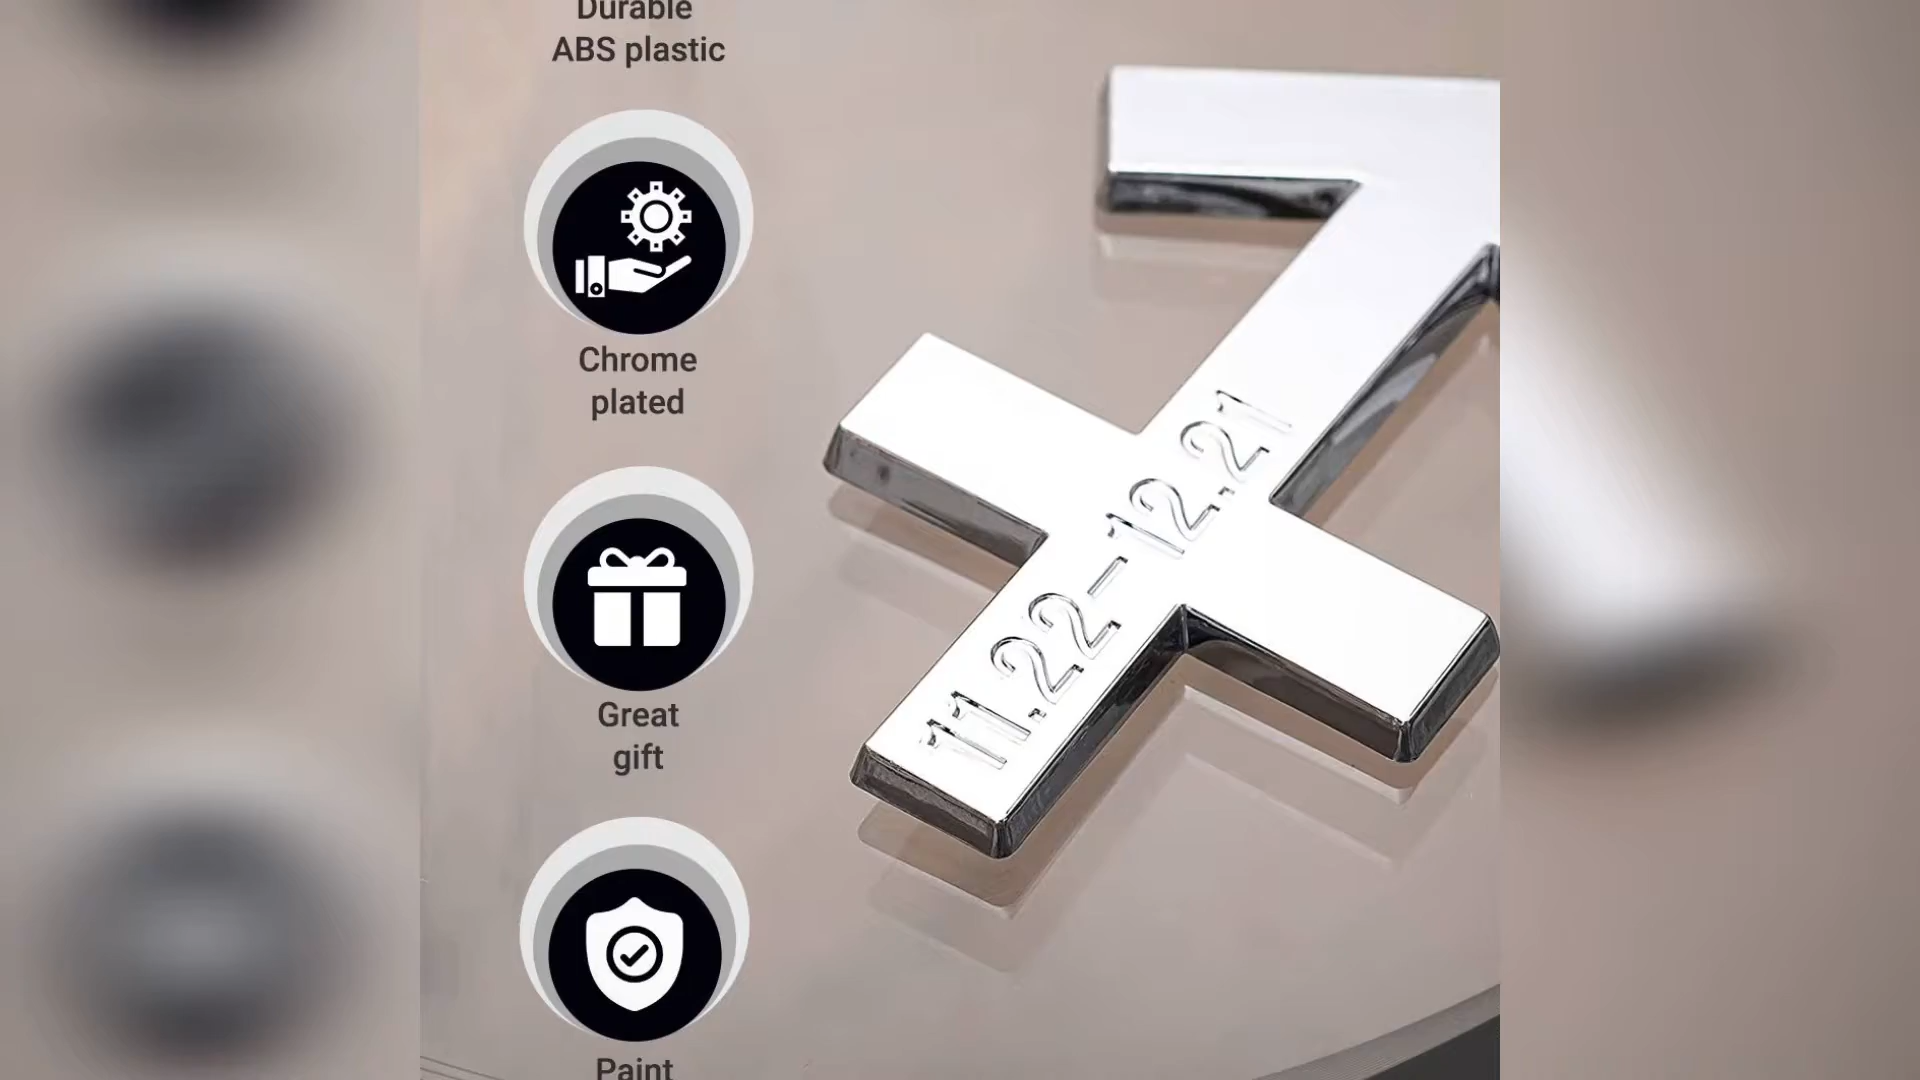 Durable
ABS plastic
Chrome
plated
Great
gift
Paint
11.22-12.21